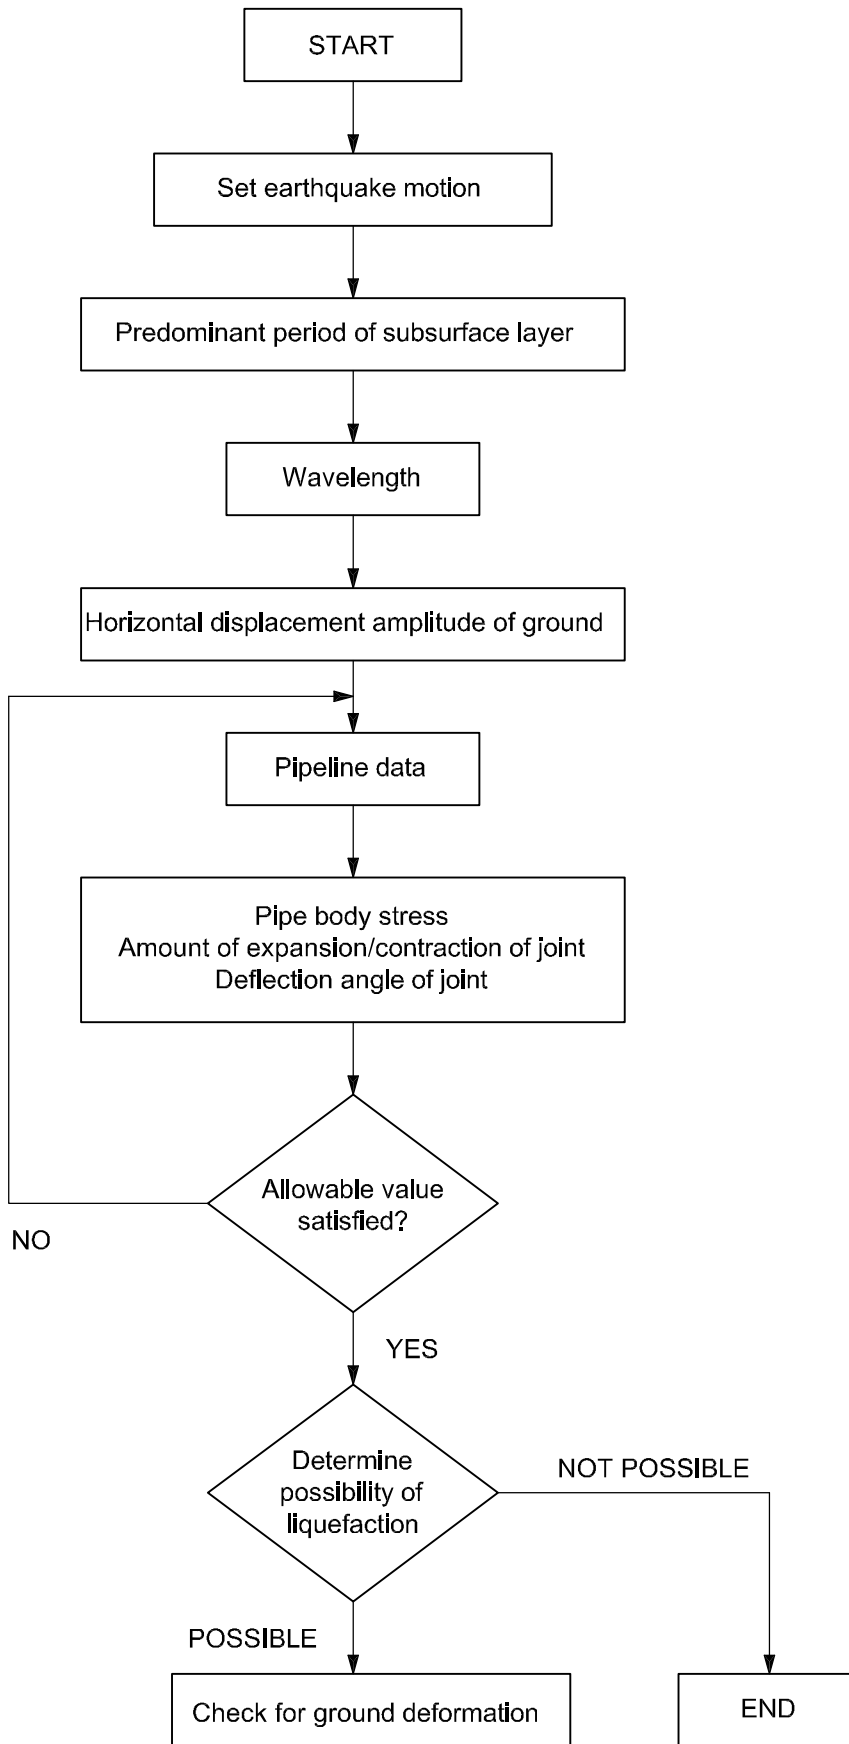 START
Set earthquake motion
Predominant period of subsurface layer
Wavelength
Horizontal displacement amplitude of ground
Pipeline data
Pipe body stress
Amount of expansion/contraction of joint
Deflection angle of joint
Allowable value
satisfied?
NO
YES
Determine
possibility of
liquefaction
NOT POSSIBLE
POSSIBLE
Check for ground deformation
END